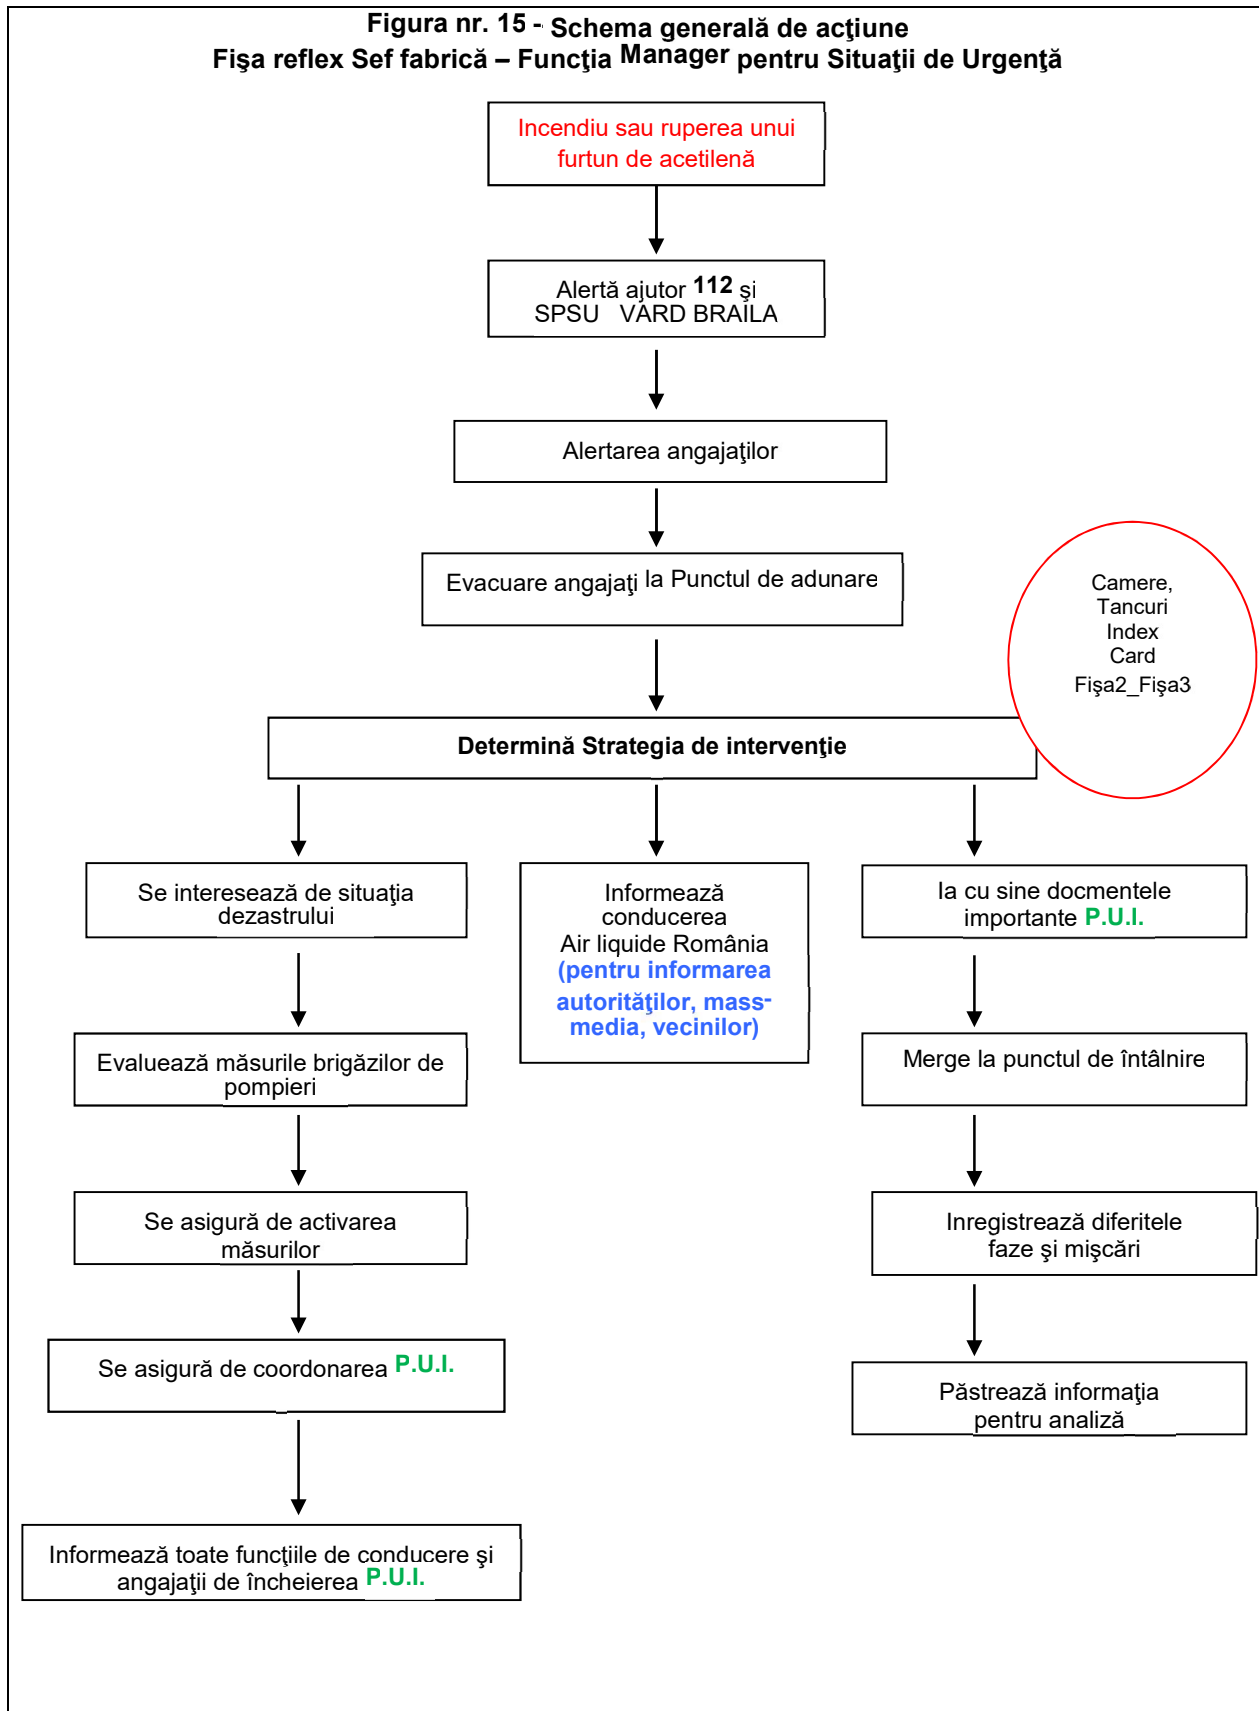 Figura nr. 15 - Schema generală de acţiune
Fişa reflex Sef fabrică – Funcţia Manager pentru Situaţii de Urgenţă
Incendiu sau ruperea unui
furtun de acetilenă
Alertă ajutor 112 şi
SPSU VARD BRAILA
Alertarea angajaţilor
Evacuare angajaţi la Punctul de adunare
Camere,
Tancuri
Index
Card
Fişa2_Fişa3
Determină Strategia de intervenţie
Se interesează de situaţia
dezastrului
Informează
conducerea
Air liquide România
(pentru informarea
autorităţilor, mass-
media, vecinilor)
Ia cu sine docmentele
importante P.U.I.
Evaluează măsurile brigăzilor de
pompieri
Merge la punctul de întâlnire
Se asigură de activarea
măsurilor
Inregistrează diferitele
faze şi mişcări
Se asigură de coordonarea P.U.I.
Păstrează informaţia
pentru analiză
Informează toate funcţiile de conducere şi
angajaţii de încheierea P.U.I.